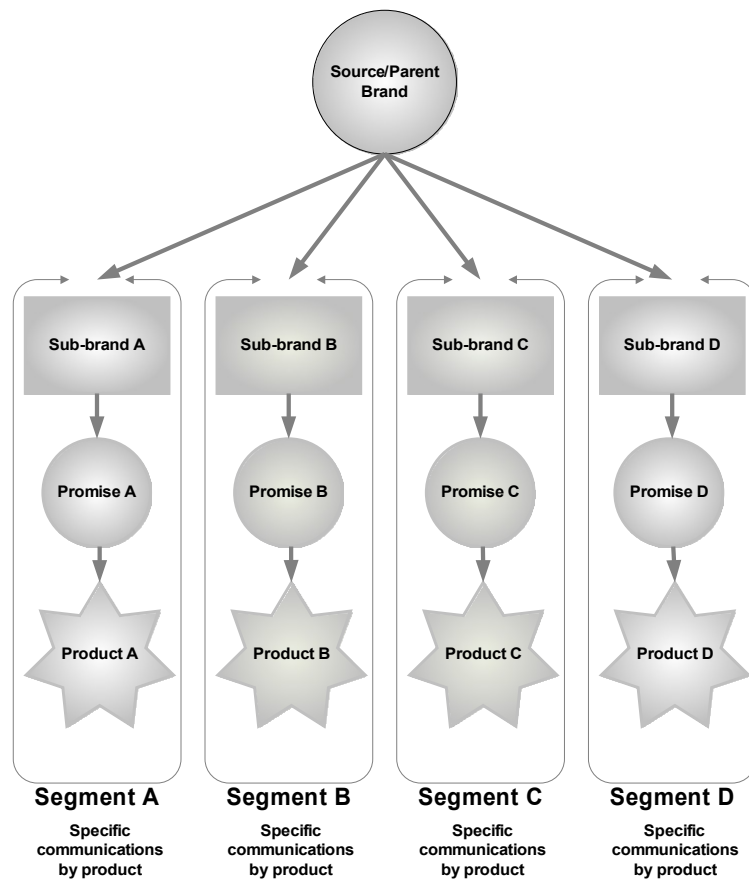 Source/Parent
Brand
Sub-brand A
Sub-brand B
Sub-brand C
Sub-brand D
Promise A
Promise B
Promise C
Promise D
Product A
Product B
Product C
Product D
Segment A
Segment B
Segment C
Segment D
Specific
communications
by product
Specific
communications
by product
Specific
communications
by product
Specific
communications
by product